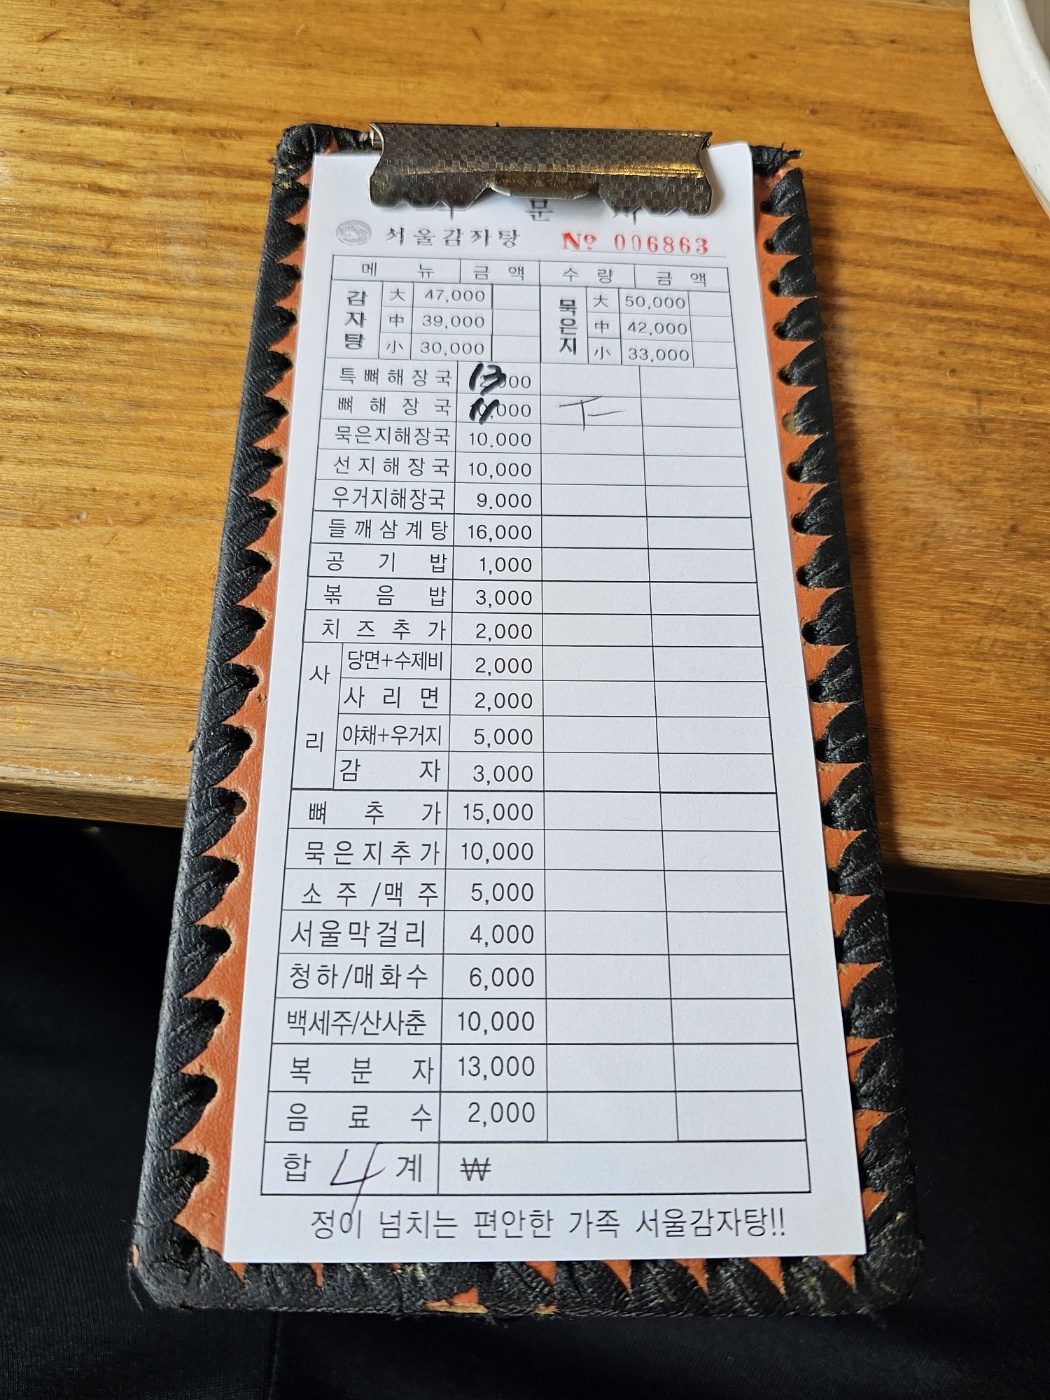 주 문 서
서울감자탕 Nº 006863
메 뉴 금 액 수 량 금 액
감자탕 大 47,000 묵은지 大 50,000
中 39,000 中 42,000
小 30,000 小 33,000
특뼈해장국 13,000
뼈해장국 11,000 丅
묵은지해장국 10,000
선지해장국 10,000
우거지해장국 9,000
들깨삼계탕 16,000
공기밥 1,000
볶음밥 3,000
치즈추가 2,000
사리 당면+수제비 2,000
사리면 2,000
야채+우거지 5,000
감자 3,000
뼈추가 15,000
묵은지추가 10,000
소주/맥주 5,000
서울막걸리 4,000
청하/매화수 6,000
백세주/산사춘 10,000
복분자 13,000
음료수 2,000
합 4 계 ₩
정이 넘치는 편안한 가족 서울감자탕!!